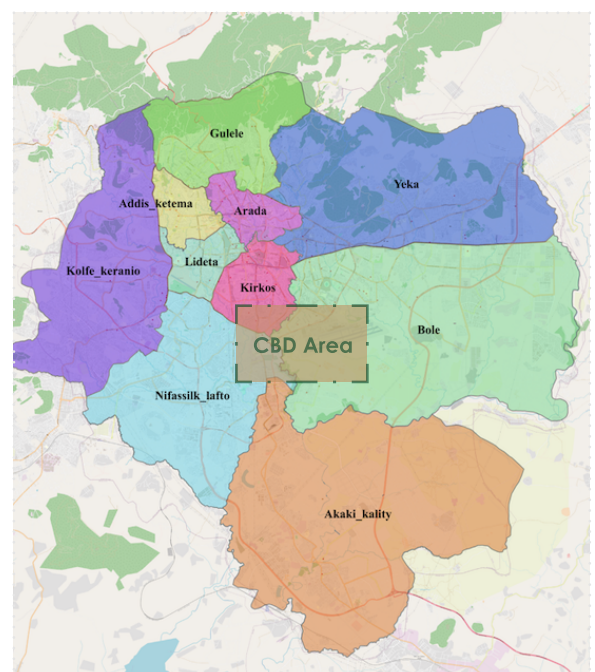 Gulele
Yeka
Addis_ketema
Arada
Lideta
Kolfe_keranio
Kirkos
Bole
CBD Area
Nifassilk_lafto
Akaki_kality